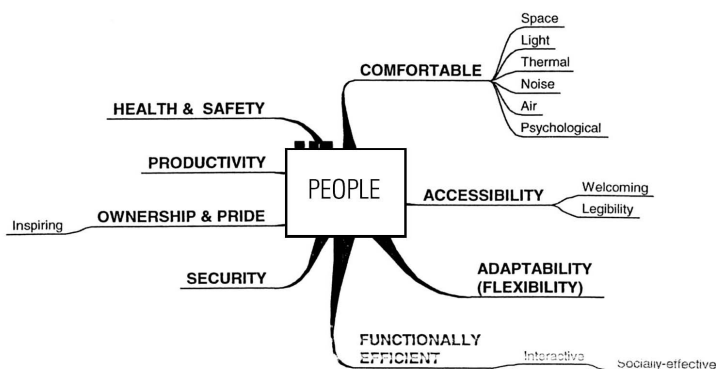 Space
Light
COMFORTABLE
Thermal
Noise
Air
Psychological
HEALTH & SAFETY
PRODUCTIVITY
PEOPLE
ACCESSIBILITY
Welcoming
Legibility
Inspiring
OWNERSHIP & PRIDE
SECURITY
ADAPTABILITY
(FLEXIBILITY)
FUNCTIONALLY
EFFICIENT
Interactive
Socially-effective